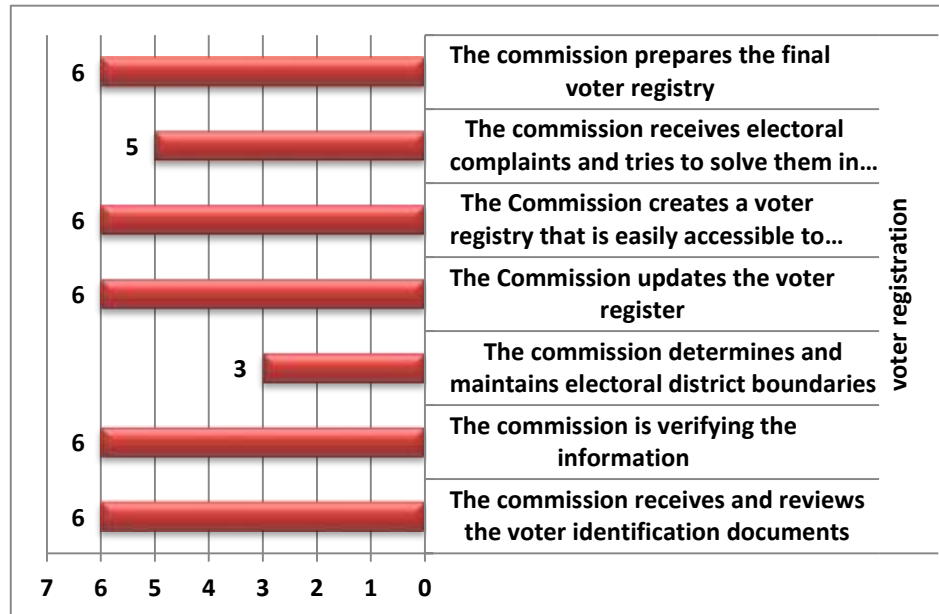 6
The commission prepares the final
voter registry
5
The commission receives electoral
complaints and tries to solve them in…
6
The Commission creates a voter
registry that is easily accessible to…
6
The Commission updates the voter
register
3
The commission determines and
maintains electoral district boundaries
6
The commission is verifying the
information
6
The commission receives and reviews
the voter identification documents
voter registration
7 6 5 4 3 2 1 0